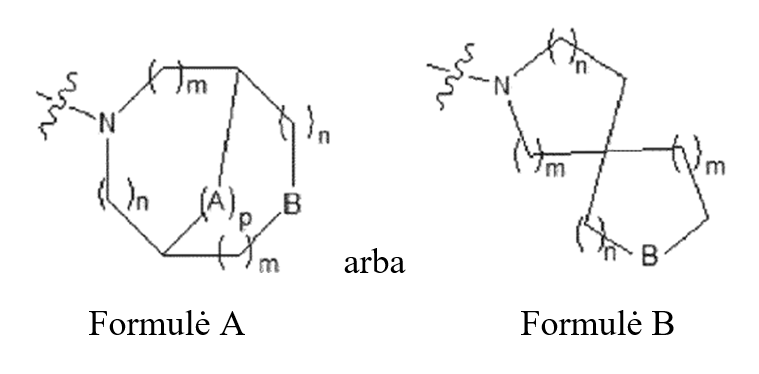 ( )m
( )n
N
( )n
(A)p
B
( )m
Formulė A
arba
( )n
N
( )m
( )m
( )n
B
Formulė B